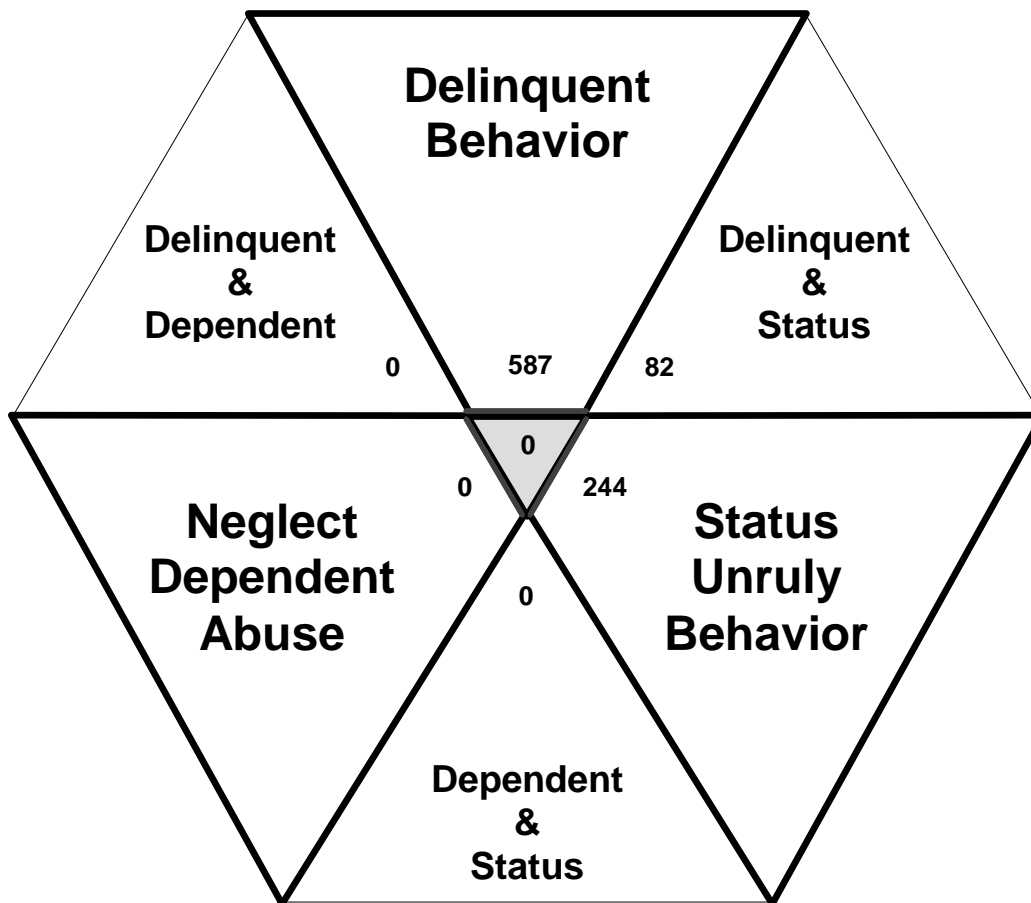 Delinquent
Behavior
Delinquent
&
Dependent
Delinquent
&
Status
0
587
82
0
0
244
Neglect
Dependent
Abuse
Status
Unruly
Behavior
0
Dependent
&
Status